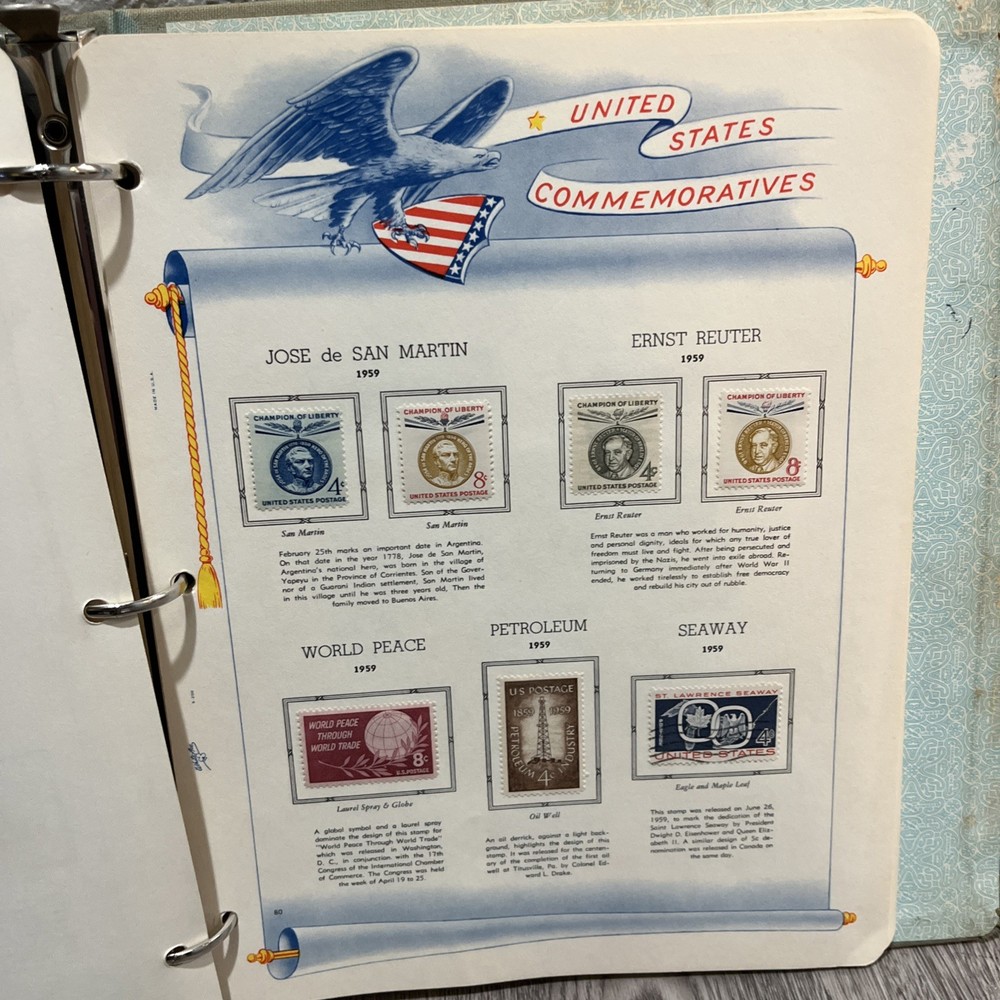 UNITED
STATES
COMMEMORATIVES
MADE IN U.S.A.
JOSE de SAN MARTIN
1959
CHAMPION OF LIBERTY
4¢
UNITED STATES POSTAGE
San Martin
CHAMPION OF LIBERTY
8¢
UNITED STATES POSTAGE
San Martin
February 25th marks an important date in Argentina.
On that date in the year 1778, Jose de San Martin,
Argentina's national hero, was born in the village of
Yapeyu in the Province of Corrientes. Son of the Gover-
nor of a Guarani Indian settlement, San Martin lived
in this village until he was three years old, Then the
family moved to Buenos Aires.
ERNST REUTER
1959
CHAMPION OF LIBERTY
4¢
UNITED STATES POSTAGE
Ernst Reuter
CHAMPION OF LIBERTY
8¢
UNITED STATES POSTAGE
Ernst Reuter
Ernst Reuter was a man who worked for humanity, justice
and personal dignity, ideals for which any true lover of
freedom must live and fight. After being persecuted and
imprisoned by the Nazis, he went into exile abroad. Re-
turning to Germany immediately after World War II
ended, he worked tirelessly to establish free democracy
and rebuild his city out of rubble.
WORLD PEACE
1959
WORLD PEACE
THROUGH
WORLD TRADE
8¢
U.S. POSTAGE
Laurel Spray & Globe
A global symbol and a laurel spray
dominate the design of this stamp for
"World Peace Through World Trade"
which was released in Washington,
D. C., in conjunction with the 17th
Congress of the International Chamber
of Commerce. The Congress was held
the week of April 19 to 25.
PETROLEUM
1959
U.S. POSTAGE
1859 1959
PETROLEUM INDUSTRY
4¢
Oil Well
An oil derrick, against a light back-
ground, highlights the design of this
stamp. It was released for the centen-
ary of the completion of the first oil
well at Titusville, Pa. by Colonel Ed-
ward L. Drake.
SEAWAY
1959
ST. LAWRENCE SEAWAY
4¢
UNITED STATES
Eagle and Maple Leaf
This stamp was released on June 26,
1959, to mark the dedication of the
Saint Lawrence Seaway by President
Dwight D. Eisenhower and Queen Eliz-
abeth II. A similar design of 5c de-
nomination was released in Canada on
the same day.
60